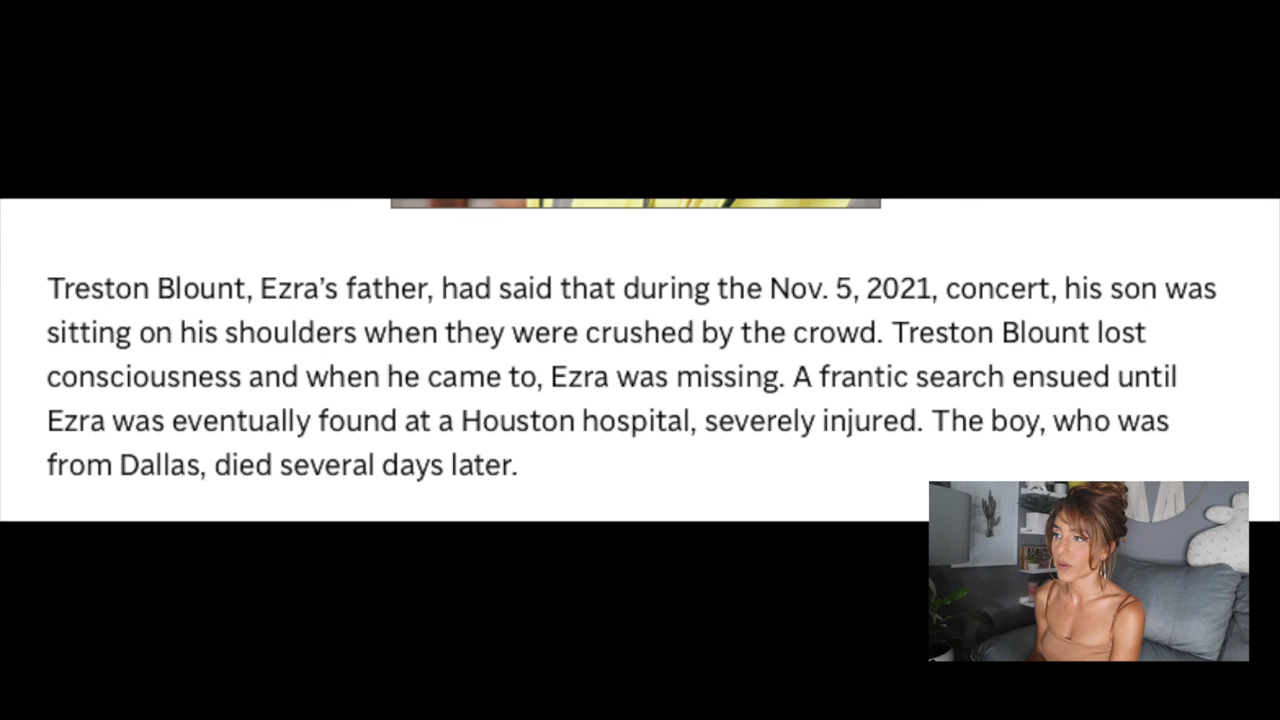 Treston Blount, Ezra’s father, had said that during the Nov. 5, 2021, concert, his son was
sitting on his shoulders when they were crushed by the crowd. Treston Blount lost
consciousness and when he came to, Ezra was missing. A frantic search ensued until
Ezra was eventually found at a Houston hospital, severely injured. The boy, who was
from Dallas, died several days later.